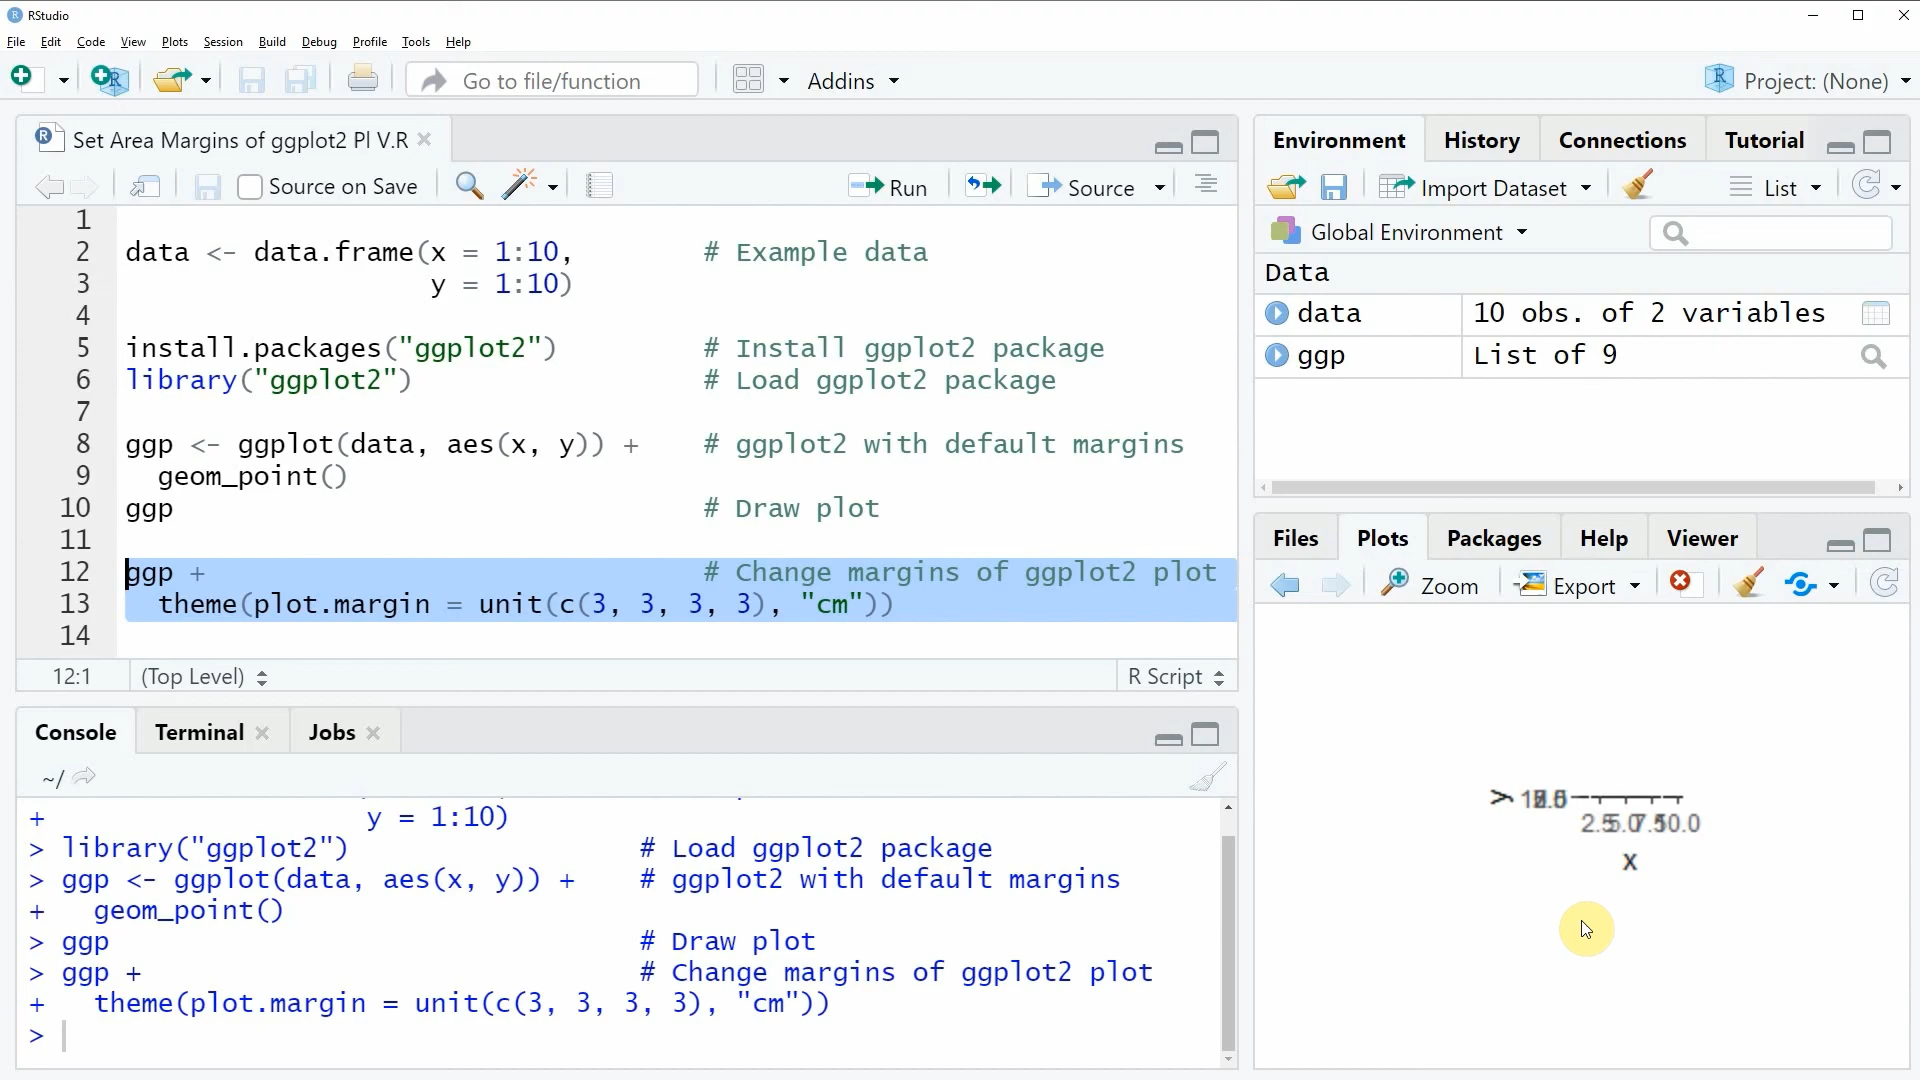 RStudio
File Edit Code View Plots Session Build Debug Profile Tools Help
Go to file/function Addins Project: (None)
Set Area Margins of ggplot2 Pl V.R
Source on Save Run Source
1
2 data <- data.frame(x = 1:10, # Example data
3 y = 1:10)
4
5 install.packages("ggplot2") # Install ggplot2 package
6 library("ggplot2") # Load ggplot2 package
7
8 ggp <- ggplot(data, aes(x, y)) + # ggplot2 with default margins
9 geom_point()
10 ggp # Draw plot
11
12 ggp + # Change margins of ggplot2 plot
13 theme(plot.margin = unit(c(3, 3, 3, 3), "cm"))
14
12:1 (Top Level) R Script
Console Terminal Jobs
~/
+ y = 1:10)
> library("ggplot2") # Load ggplot2 package
> ggp <- ggplot(data, aes(x, y)) + # ggplot2 with default margins
+ geom_point()
> ggp # Draw plot
> ggp + # Change margins of ggplot2 plot
+ theme(plot.margin = unit(c(3, 3, 3, 3), "cm"))
>
Environment History Connections Tutorial
Import Dataset List
Global Environment
Data
data 10 obs. of 2 variables
ggp List of 9
Files Plots Packages Help Viewer
Zoom Export
x